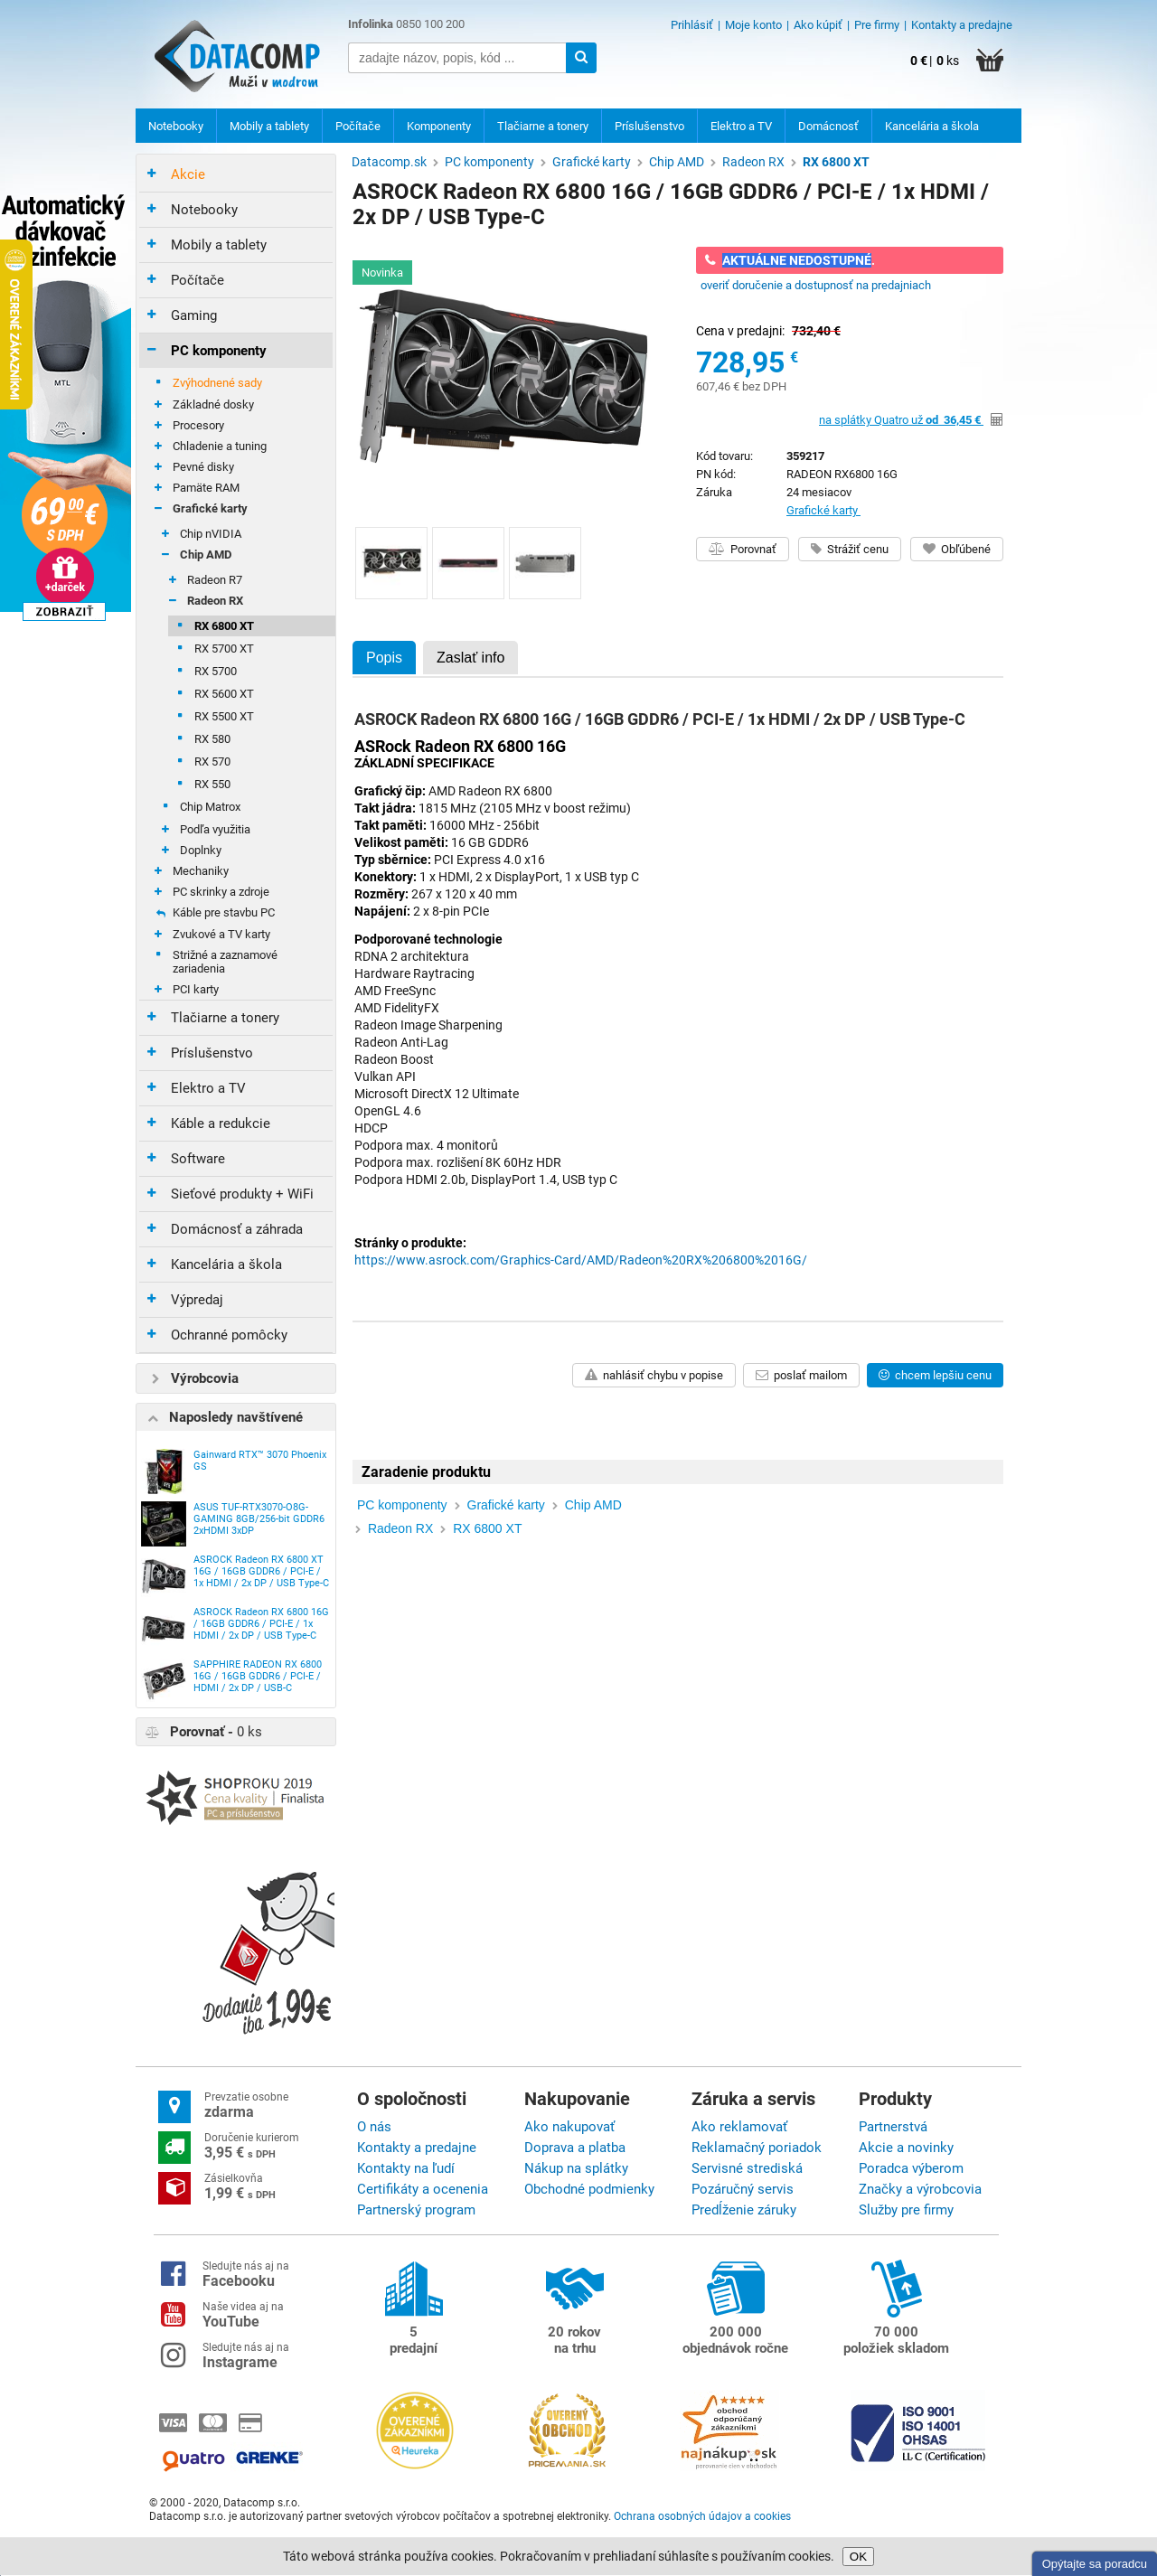 DATACOMP
Muži v modrom
Infolinka 0850 100 200
zadajte názov, popis, kód ...
Prihlásiť | Moje konto | Ako kúpiť | Pre firmy | Kontakty a predajne
0 € | 0 ks
Notebooky Mobily a tablety Počítače Komponenty Tlačiarne a tonery Príslušenstvo Elektro a TV Domácnosť Kancelária a škola
Automatický
dávkovač
zinfekcie
OVERENÉ ZÁKAZNÍKMI
MTL
69 00 €
S DPH
+darček
ZOBRAZIŤ
Akcie
Notebooky
Mobily a tablety
Počítače
Gaming
PC komponenty
Zvýhodnené sady
Základné dosky
Procesory
Chladenie a tuning
Pevné disky
Pamäte RAM
Grafické karty
Chip nVIDIA
Chip AMD
Radeon R7
Radeon RX
RX 6800 XT
RX 5700 XT
RX 5700
RX 5600 XT
RX 5500 XT
RX 580
RX 570
RX 550
Chip Matrox
Podľa využitia
Doplnky
Mechaniky
PC skrinky a zdroje
Káble pre stavbu PC
Zvukové a TV karty
Strižné a zaznamové
zariadenia
PCI karty
Tlačiarne a tonery
Príslušenstvo
Elektro a TV
Káble a redukcie
Software
Sieťové produkty + WiFi
Domácnosť a záhrada
Kancelária a škola
Výpredaj
Ochranné pomôcky
Výrobcovia
Naposledy navštívené
Gainward RTX™ 3070 Phoenix
GS
ASUS TUF-RTX3070-O8G-
GAMING 8GB/256-bit GDDR6
2xHDMI 3xDP
ASROCK Radeon RX 6800 XT
16G / 16GB GDDR6 / PCI-E /
1x HDMI / 2x DP / USB Type-C
ASROCK Radeon RX 6800 16G
/ 16GB GDDR6 / PCI-E / 1x
HDMI / 2x DP / USB Type-C
SAPPHIRE RADEON RX 6800
16G / 16GB GDDR6 / PCI-E /
HDMI / 2x DP / USB-C
Porovnať - 0 ks
SHOPROKU 2019
Cena kvality | Finalista
PC a príslušenstvo
Dodanie
iba 1,99€
Datacomp.sk > PC komponenty > Grafické karty > Chip AMD > Radeon RX > RX 6800 XT
ASROCK Radeon RX 6800 16G / 16GB GDDR6 / PCI-E / 1x HDMI /
2x DP / USB Type-C
Novinka
AMD
RADEON
AKTUÁLNE NEDOSTUPNÉ.
overiť doručenie a dostupnosť na predajniach
Cena v predajni: 732,40 €
728,95 €
607,46 € bez DPH
na splátky Quatro už od 36,45 €
Kód tovaru: 359217
PN kód: RADEON RX6800 16G
Záruka 24 mesiacov
Grafické karty
Porovnať Strážiť cenu Obľúbené
Popis Zaslať info
ASROCK Radeon RX 6800 16G / 16GB GDDR6 / PCI-E / 1x HDMI / 2x DP / USB Type-C
ASRock Radeon RX 6800 16G
ZÁKLADNÍ SPECIFIKACE
Grafický čip: AMD Radeon RX 6800
Takt jádra: 1815 MHz (2105 MHz v boost režimu)
Takt paměti: 16000 MHz - 256bit
Velikost paměti: 16 GB GDDR6
Typ sběrnice: PCI Express 4.0 x16
Konektory: 1 x HDMI, 2 x DisplayPort, 1 x USB typ C
Rozměry: 267 x 120 x 40 mm
Napájení: 2 x 8-pin PCIe
Podporované technologie
RDNA 2 architektura
Hardware Raytracing
AMD FreeSync
AMD FidelityFX
Radeon Image Sharpening
Radeon Anti-Lag
Radeon Boost
Vulkan API
Microsoft DirectX 12 Ultimate
OpenGL 4.6
HDCP
Podpora max. 4 monitorů
Podpora max. rozlišení 8K 60Hz HDR
Podpora HDMI 2.0b, DisplayPort 1.4, USB typ C
Stránky o produkte:
https://www.asrock.com/Graphics-Card/AMD/Radeon%20RX%206800%2016G/
nahlásiť chybu v popise poslať mailom chcem lepšiu cenu
Zaradenie produktu
PC komponenty > Grafické karty > Chip AMD
> Radeon RX > RX 6800 XT
Prevzatie osobne
zdarma
Doručenie kurierom
3,95 € s DPH
Zásielkovňa
1,99 € s DPH
O spoločnosti
O nás
Kontakty a predajne
Kontakty na ľudí
Certifikáty a ocenenia
Partnerský program
Nakupovanie
Ako nakupovať
Doprava a platba
Nákup na splátky
Obchodné podmienky
Záruka a servis
Ako reklamovať
Reklamačný poriadok
Servisné strediská
Pozáručný servis
Predĺženie záruky
Produkty
Partnerstvá
Akcie a novinky
Poradca výberom
Značky a výrobcovia
Služby pre firmy
Sledujte nás aj na
Facebooku
Naše videa aj na
YouTube
Sledujte nás aj na
Instagrame
5
predajní
20 rokov
na trhu
200 000
objednávok ročne
70 000
položiek skladom
VISA
Quatro GRENKE
OVERENÉ
ZÁKAZNÍKMI
Heureka
OVERENÝ
OBCHOD
PRICEMANIA.SK
obchod
odporúčaný
zákazníkmi
najnakup.sk
porovnanie cien v obchodoch
ISO 9001
ISO 14001
OHSAS
LL-C (Certification)
© 2000 - 2020, Datacomp s.r.o.
Datacomp s.r.o. je autorizovaný partner svetových výrobcov počítačov a spotrebnej elektroniky. Ochrana osobných údajov a cookies
Táto webová stránka používa cookies. Pokračovaním v prehliadaní súhlasíte s používaním cookies. OK
Opýtajte sa poradcu